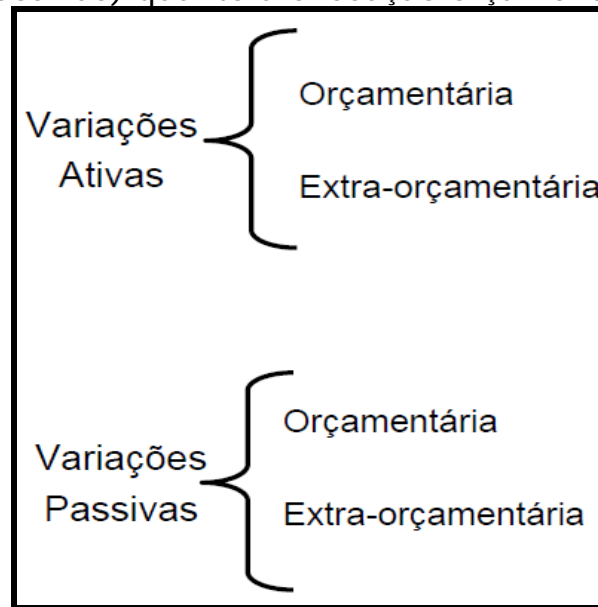 Orçamentária
Variações
Ativas
Extra-orçamentária
Orçamentária
Variações
Passivas
Extra-orçamentária